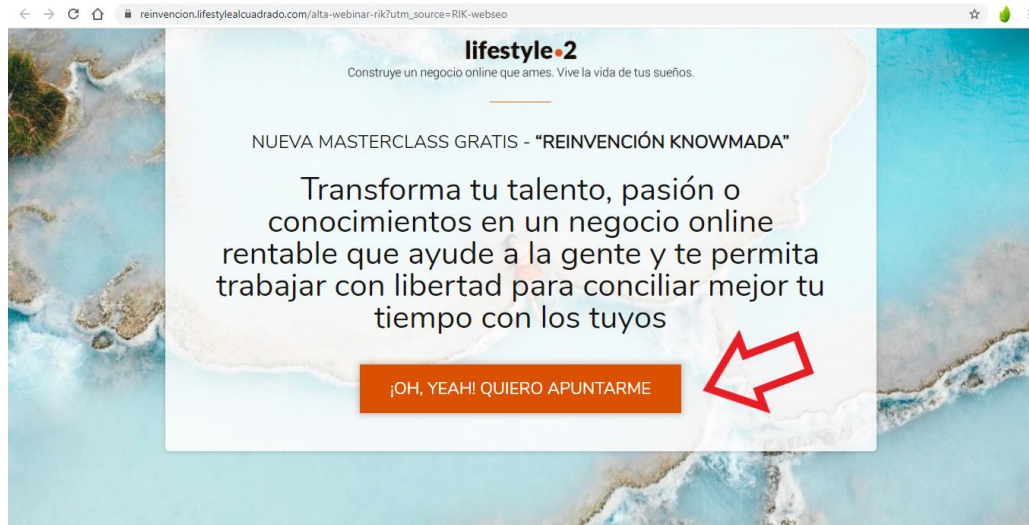 reinvencion.lifestylealcuadrado.com/alta-webinar-rik?utm_source=RIK-webseo
lifestyle•2
Construye un negocio online que ames. Vive la vida de tus sueños.
NUEVA MASTERCLASS GRATIS - “REINVENCIÓN KNOWMADA”
Transforma tu talento, pasión o
conocimientos en un negocio online
rentable que ayude a la gente y te permita
trabajar con libertad para conciliar mejor tu
tiempo con los tuyos
¡OH, YEAH! QUIERO APUNTARME